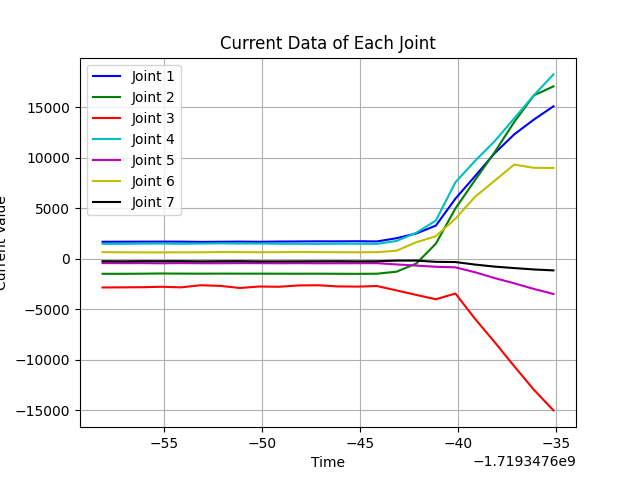 Current Data of Each Joint
Joint 1
Joint 2
Joint 3
Joint 4
Joint 5
Joint 6
Joint 7
15000
10000
5000
0
−5000
−10000
−15000
Current Value
−55 −50 −45 −40 −35
Time
−1.7193476e9